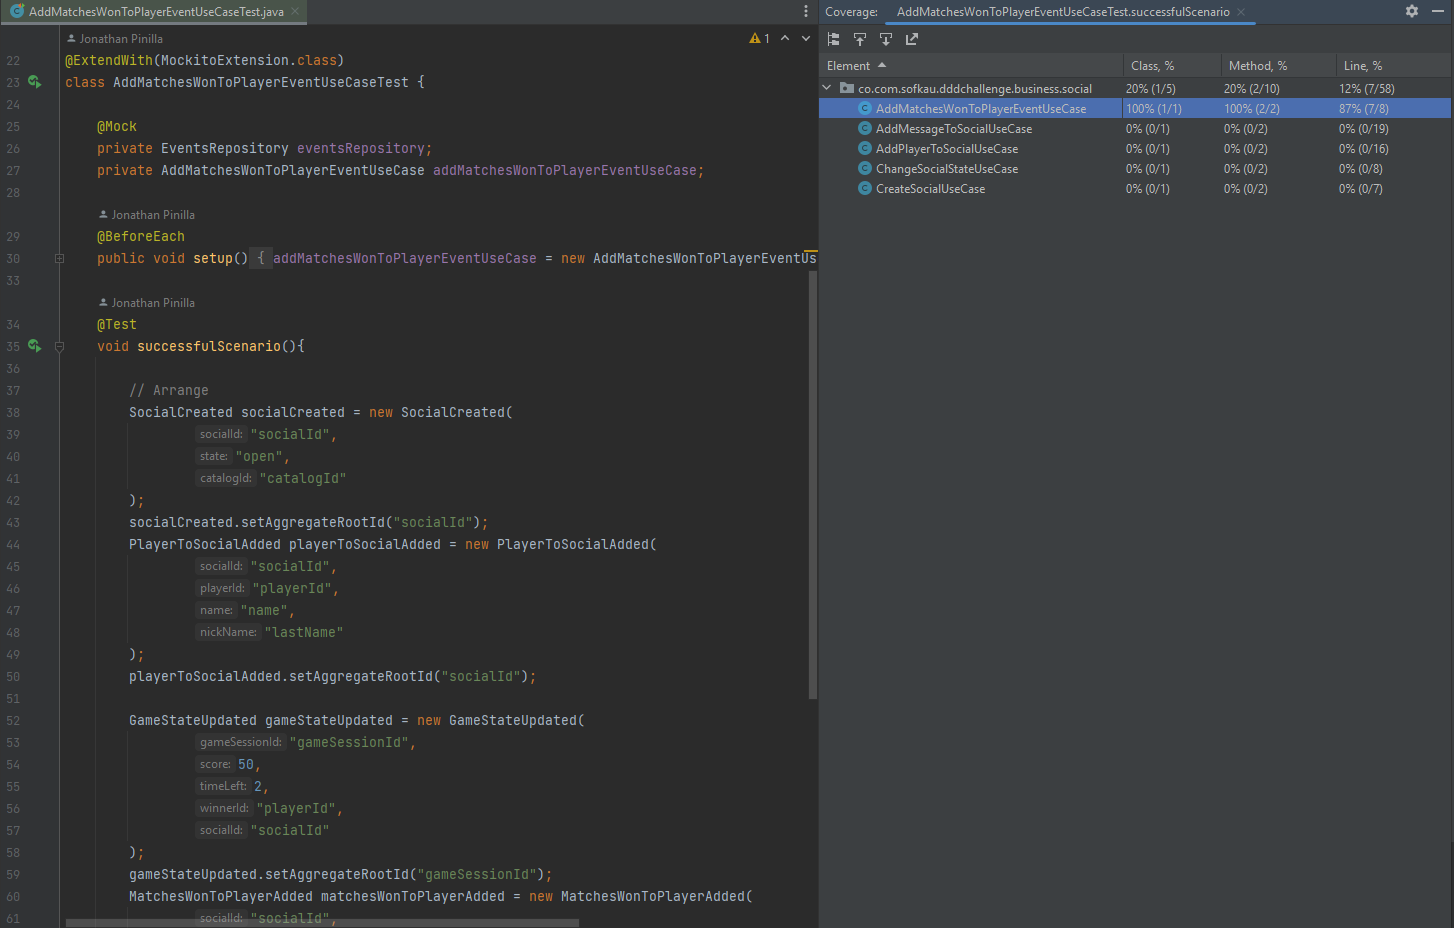 AddMatchesWonToPlayerEventUseCaseTest.java
Jonathan Pinilla
1
22 @ExtendWith(MockitoExtension.class)
23 class AddMatchesWonToPlayerEventUseCaseTest {
24
25 @Mock
26 private EventsRepository eventsRepository;
27 private AddMatchesWonToPlayerEventUseCase addMatchesWonToPlayerEventUseCase;
28
Jonathan Pinilla
29 @BeforeEach
30 public void setup() { addMatchesWonToPlayerEventUseCase = new AddMatchesWonToPlayerEventUs
33
Jonathan Pinilla
34 @Test
35 void successfulScenario(){
36
37 // Arrange
38 SocialCreated socialCreated = new SocialCreated(
39 socialId: "socialId",
40 state: "open",
41 catalogId: "catalogId"
42 );
43 socialCreated.setAggregateRootId("socialId");
44 PlayerToSocialAdded playerToSocialAdded = new PlayerToSocialAdded(
45 socialId: "socialId",
46 playerId: "playerId",
47 name: "name",
48 nickName: "lastName"
49 );
50 playerToSocialAdded.setAggregateRootId("socialId");
51
52 GameStateUpdated gameStateUpdated = new GameStateUpdated(
53 gameSessionId: "gameSessionId",
54 score: 50,
55 timeLeft: 2,
56 winnerId: "playerId",
57 socialId: "socialId"
58 );
59 gameStateUpdated.setAggregateRootId("gameSessionId");
60 MatchesWonToPlayerAdded matchesWonToPlayerAdded = new MatchesWonToPlayerAdded(
61 socialId: "socialId",
Coverage: AddMatchesWonToPlayerEventUseCaseTest.successfulScenario
Element Class, % Method, % Line, %
co.com.sofkau.dddchallenge.business.social 20% (1/5) 20% (2/10) 12% (7/58)
AddMatchesWonToPlayerEventUseCase 100% (1/1) 100% (2/2) 87% (7/8)
AddMessageToSocialUseCase 0% (0/1) 0% (0/2) 0% (0/19)
AddPlayerToSocialUseCase 0% (0/1) 0% (0/2) 0% (0/16)
ChangeSocialStateUseCase 0% (0/1) 0% (0/2) 0% (0/8)
CreateSocialUseCase 0% (0/1) 0% (0/2) 0% (0/7)